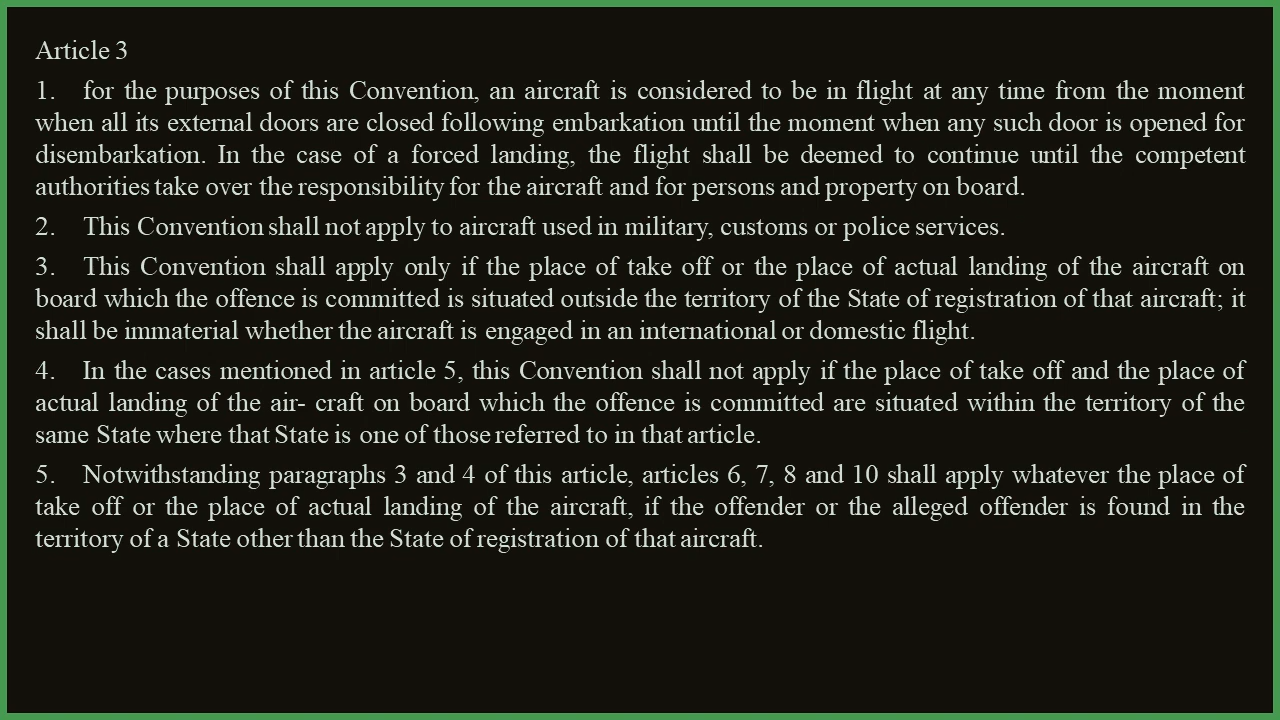 Article 3
1. for the purposes of this Convention, an aircraft is considered to be in flight at any time from the moment
when all its external doors are closed following embarkation until the moment when any such door is opened for
disembarkation. In the case of a forced landing, the flight shall be deemed to continue until the competent
authorities take over the responsibility for the aircraft and for persons and property on board.
2. This Convention shall not apply to aircraft used in military, customs or police services.
3. This Convention shall apply only if the place of take off or the place of actual landing of the aircraft on
board which the offence is committed is situated outside the territory of the State of registration of that aircraft; it
shall be immaterial whether the aircraft is engaged in an international or domestic flight.
4. In the cases mentioned in article 5, this Convention shall not apply if the place of take off and the place of
actual landing of the air- craft on board which the offence is committed are situated within the territory of the
same State where that State is one of those referred to in that article.
5. Notwithstanding paragraphs 3 and 4 of this article, articles 6, 7, 8 and 10 shall apply whatever the place of
take off or the place of actual landing of the aircraft, if the offender or the alleged offender is found in the
territory of a State other than the State of registration of that aircraft.